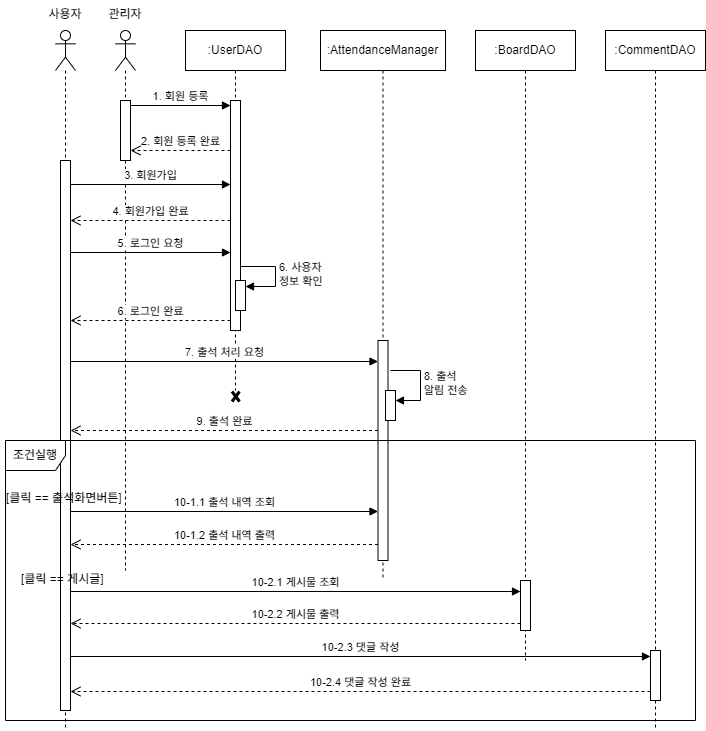 사용자
관리자
:UserDAO
:AttendanceManager
:BoardDAO
:CommentDAO
1. 회원 등록
2. 회원 등록 완료
3. 회원가입
4. 회원가입 완료
5. 로그인 요청
6. 사용자
정보 확인
6. 로그인 완료
7. 출석 처리 요청
8. 출석
알림 전송
9. 출석 완료
조건실행
[클릭 == 출석화면버튼]
10-1.1 출석 내역 조회
10-1.2 출석 내역 출력
[클릭 == 게시글]
10-2.1 게시물 조회
10-2.2 게시물 출력
10-2.3 댓글 작성
10-2.4 댓글 작성 완료